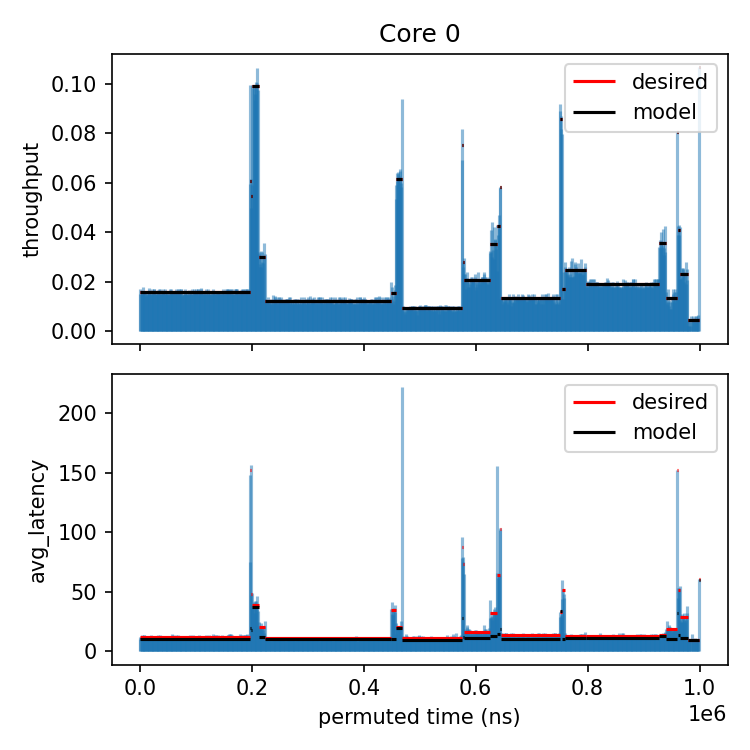 Core 0
throughput
0.10
0.08
0.06
0.04
0.02
0.00
desired
model
avg_latency
200
150
100
50
0
desired
model
0.0 0.2 0.4 0.6 0.8 1.0
1e6
permuted time (ns)